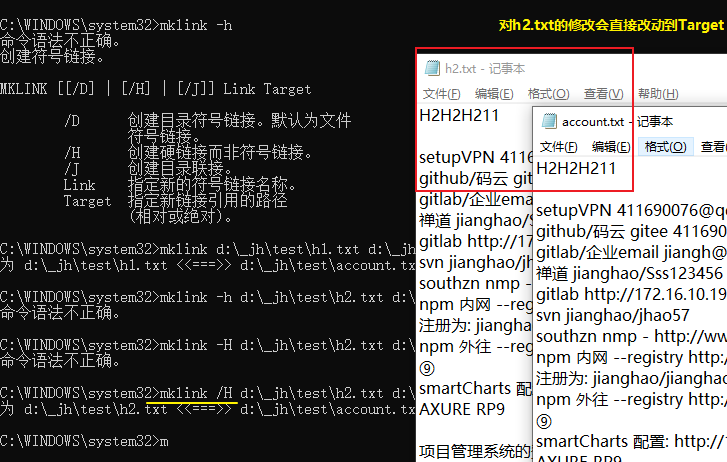 C:\WINDOWS\system32>mklink -h
命令语法不正确。
创建符号链接。
MKLINK [[/D] | [/H] | [/J]] Link Target
/D 创建目录符号链接。默认为文件
符号链接。
/H 创建硬链接而非符号链接。
/J 创建目录联接。
Link 指定新的符号链接名称。
Target 指定新链接引用的路径
(相对或绝对)。
C:\WINDOWS\system32>mklink d:\_jh\test\h1.txt d:\_jh
为 d:\_jh\test\h1.txt <<===>> d:\_jh\test\account.tx
C:\WINDOWS\system32>mklink -h d:\_jh\test\h2.txt d:\
命令语法不正确。
C:\WINDOWS\system32>mklink -H d:\_jh\test\h2.txt d:\
命令语法不正确。
C:\WINDOWS\system32>mklink /H d:\_jh\test\h2.txt d:\
为 d:\_jh\test\h2.txt <<===>> d:\_jh\test\account.tx
C:\WINDOWS\system32>m
对h2.txt的修改会直接改动到Target
h2.txt - 记事本
文件(F) 编辑(E) 格式(O) 查看(V) 帮助(H)
H2H2H211
setupVPN 4116
github/码云 git
gitlab/企业email
禅道 jianghao/S
gitlab http://17
svn jianghao/jh
southzn nmp -
npm 内网 --reg
注册为: jianghao
npm 外往 --reg
⑨
smartCharts 配
AXURE RP9
项目管理系统的
account.txt - 记事本
文件(F) 编辑(E) 格式(O) 查看
H2H2H211
setupVPN 411690076@q
github/码云 gitee 411690
gitlab/企业email jiangh@
禅道 jianghao/Sss123456
gitlab http://172.16.10.19
svn jianghao/jhao57
southzn nmp - http://ww
npm 内网 --registry http:
注册为: jianghao/jianghao
npm 外往 --registry http:
⑨
smartCharts 配置: http://1
AXURE RP9